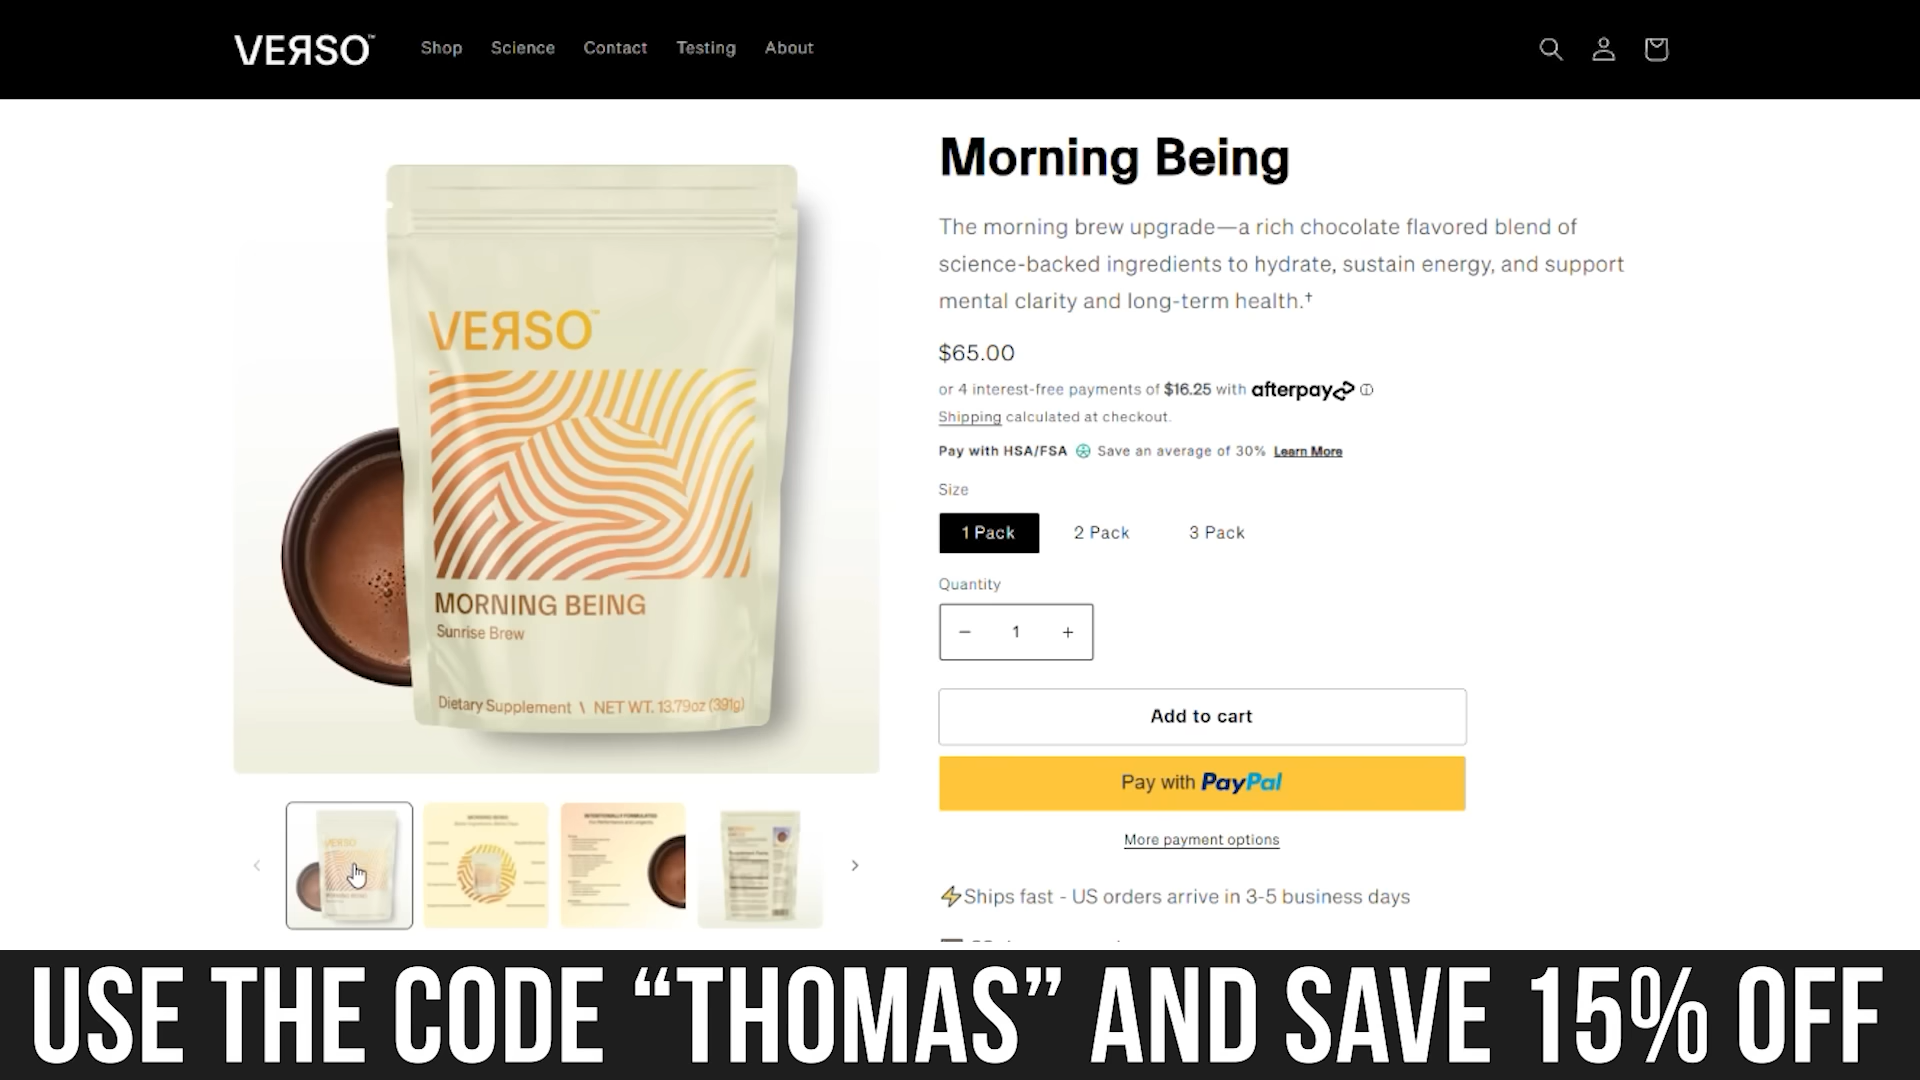 VERSO™
Shop Science Contact Testing About
VERSO™
MORNING BEING
Sunrise Brew
Dietary Supplement \ NET WT. 13.79oz (391g)
Morning Being
The morning brew upgrade—a rich chocolate flavored blend of
science-backed ingredients to hydrate, sustain energy, and support
mental clarity and long-term health.†
$65.00
or 4 interest-free payments of $16.25 with afterpay
Shipping calculated at checkout.
Pay with HSA/FSA Save an average of 30% Learn More
Size
1 Pack 2 Pack 3 Pack
Quantity
− 1 +
Add to cart
Pay with PayPal
More payment options
⚡Ships fast - US orders arrive in 3-5 business days
VERSO
MORNING BEING
INTENTIONALLY FORMULATED
USE THE CODE “THOMAS” AND SAVE 15% OFF